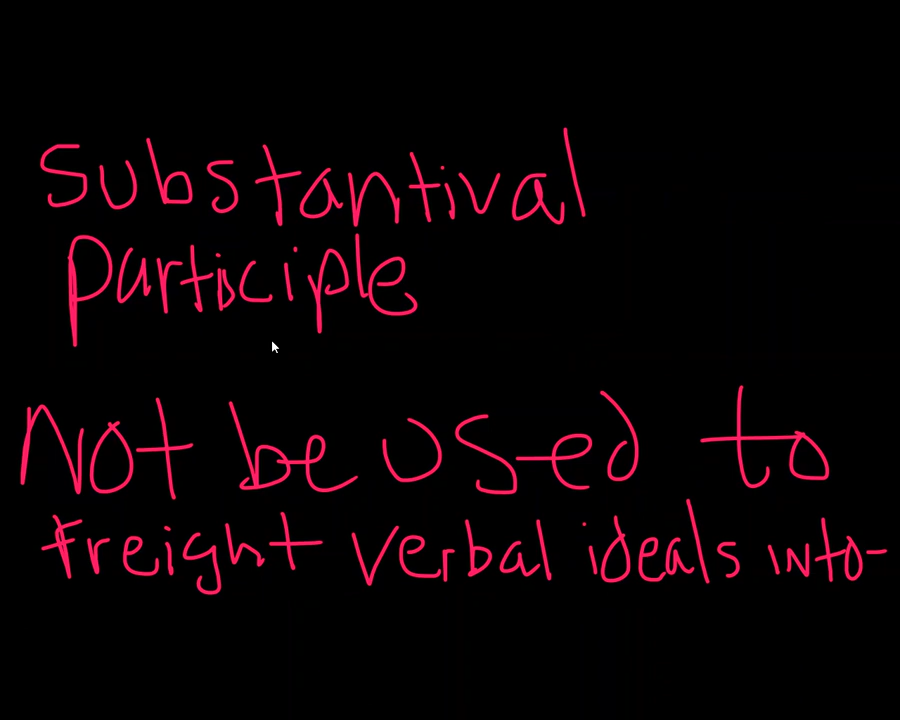 Substantival
participle
Not be used to
freight verbal ideals into-